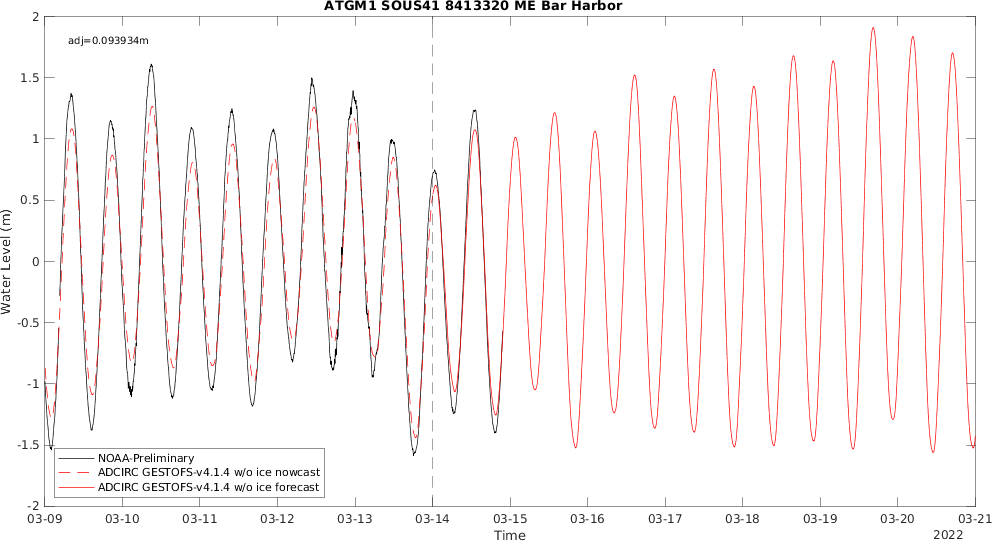 ATGM1 SOUS41 8413320 ME Bar Harbor
adj=0.093934m
2
1.5
1
0.5
0
-0.5
-1
-1.5
-2
Water Level (m)
NOAA-Preliminary
ADCIRC GESTOFS-v4.1.4 w/o ice nowcast
ADCIRC GESTOFS-v4.1.4 w/o ice forecast
03-09 03-10 03-11 03-12 03-13 03-14 03-15 03-16 03-17 03-18 03-19 03-20 03-21
Time
2022